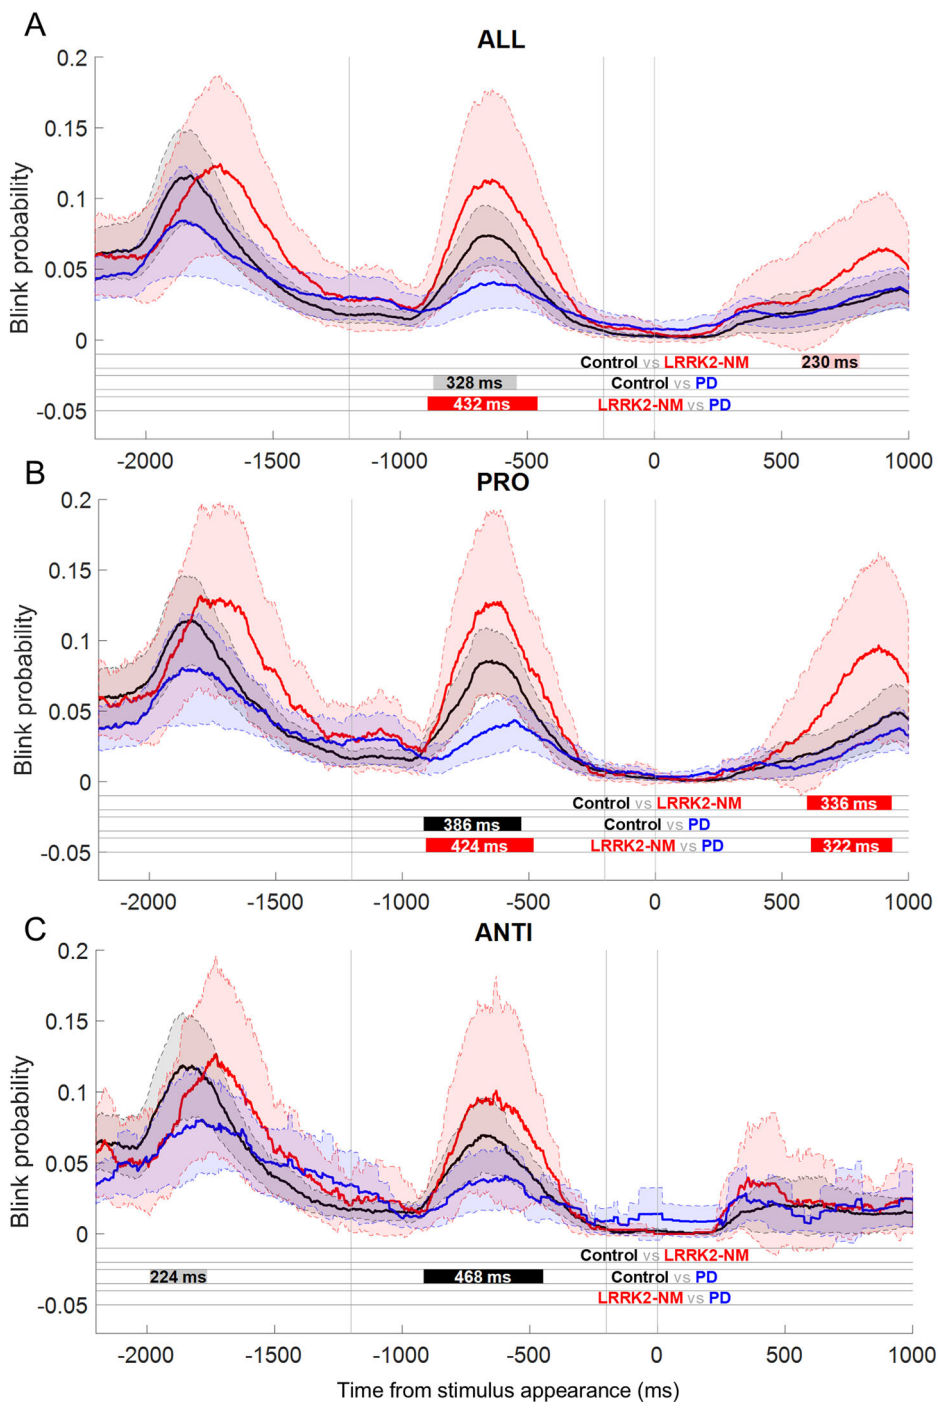 A
ALL
0.2
0.15
0.1
0.05
0
-0.05
Blink probability
Control vs LRRK2-NM 230 ms
328 ms Control vs PD
432 ms LRRK2-NM vs PD
-2000 -1500 -1000 -500 0 500 1000
B
PRO
0.2
0.15
0.1
0.05
0
-0.05
Blink probability
Control vs LRRK2-NM 336 ms
386 ms Control vs PD
424 ms LRRK2-NM vs PD 322 ms
-2000 -1500 -1000 -500 0 500 1000
C
ANTI
0.2
0.15
0.1
0.05
0
-0.05
Blink probability
Control vs LRRK2-NM
224 ms 468 ms Control vs PD
LRRK2-NM vs PD
-2000 -1500 -1000 -500 0 500 1000
Time from stimulus appearance (ms)